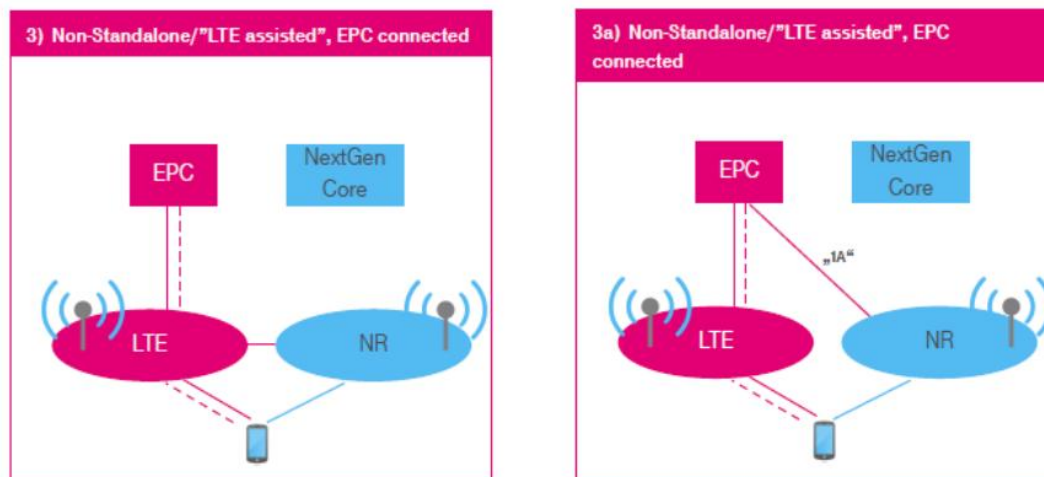 3) Non-Standalone/"LTE assisted", EPC connected
EPC
NextGen
Core
LTE
NR
3a) Non-Standalone/"LTE assisted", EPC
connected
EPC
NextGen
Core
„1A“
LTE
NR